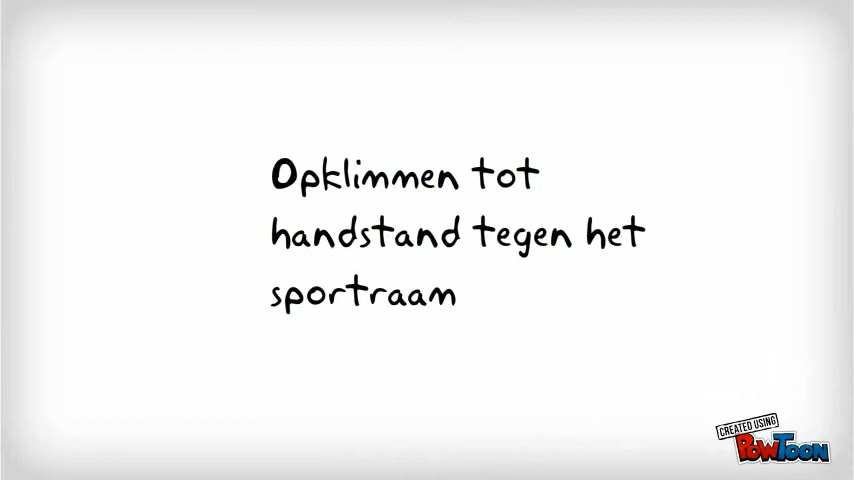 Opklimmen tot
handstand tegen het
sportraam
CREATED USING
POWTOON